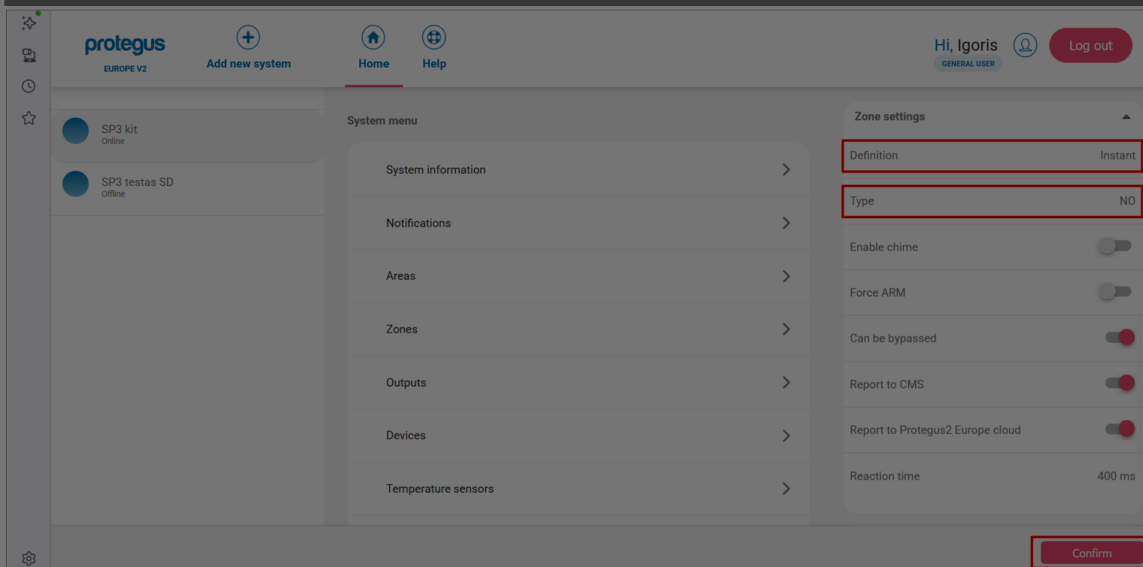 protegus
EUROPE V2
Add new system
Home
Help
Hi, Igoris
GENERAL USER
Log out
SP3 kit
Online
SP3 testas SD
Offline
System menu
System information
Notifications
Areas
Zones
Outputs
Devices
Temperature sensors
Zone settings
Definition Instant
Type NO
Enable chime
Force ARM
Can be bypassed
Report to CMS
Report to Protegus2 Europe cloud
Reaction time 400 ms
Confirm